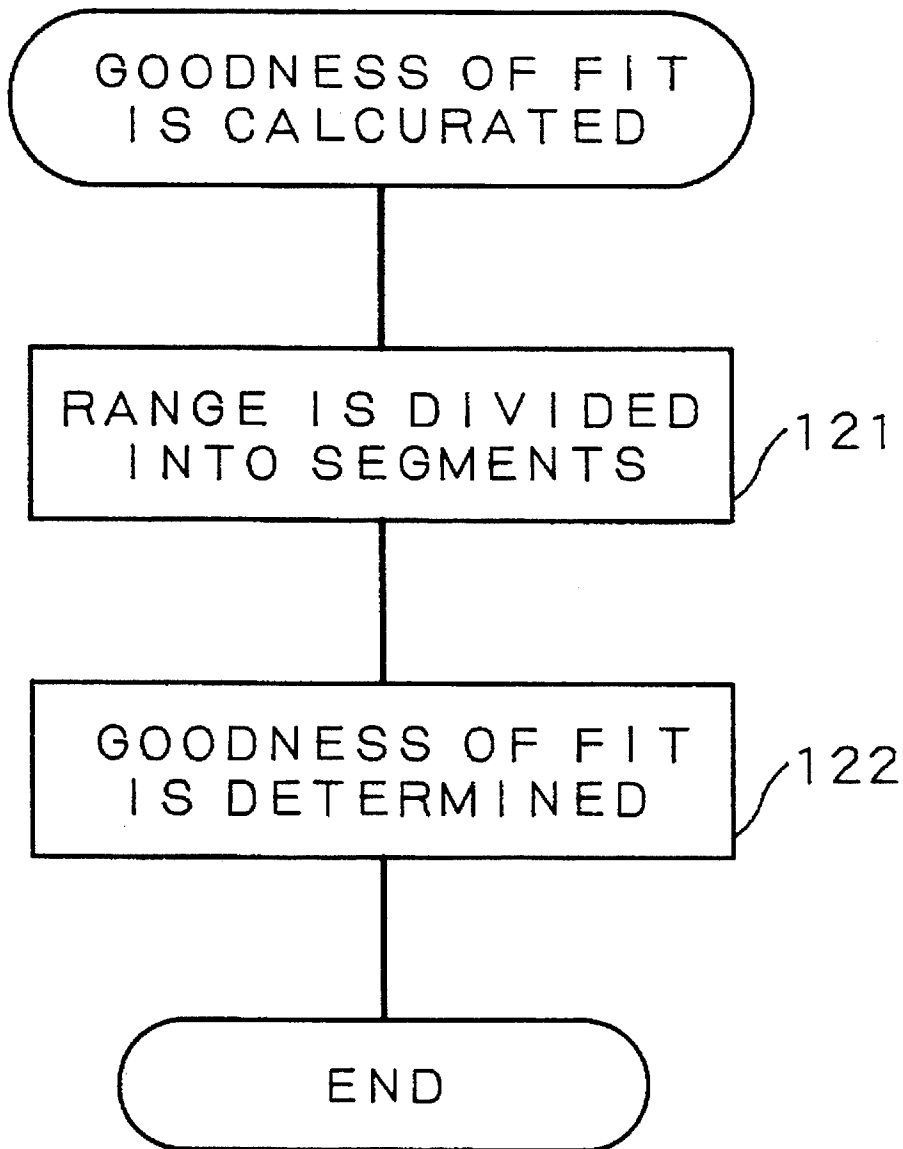 GOODNESS OF FIT
IS CALCURATED
RANGE IS DIVIDED
INTO SEGMENTS
121
GOODNESS OF FIT
IS DETERMINED
122
END